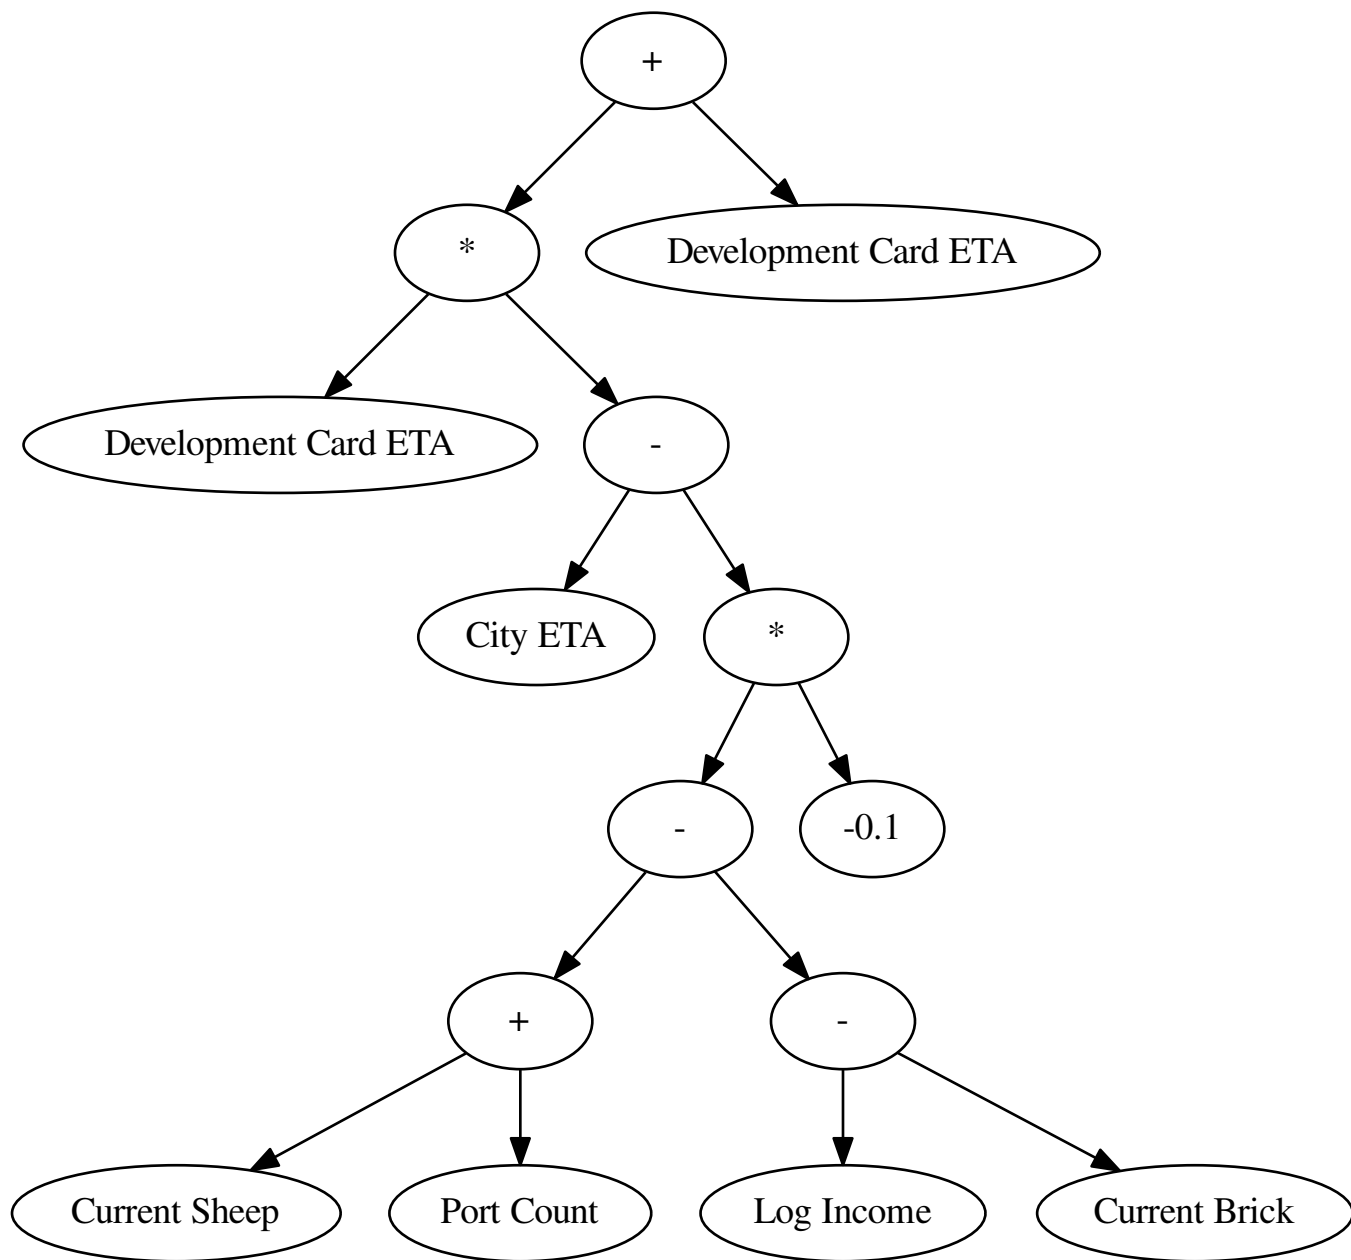 +
*
Development Card ETA
Development Card ETA
-
City ETA
*
-
-0.1
+
-
Current Sheep
Port Count
Log Income
Current Brick